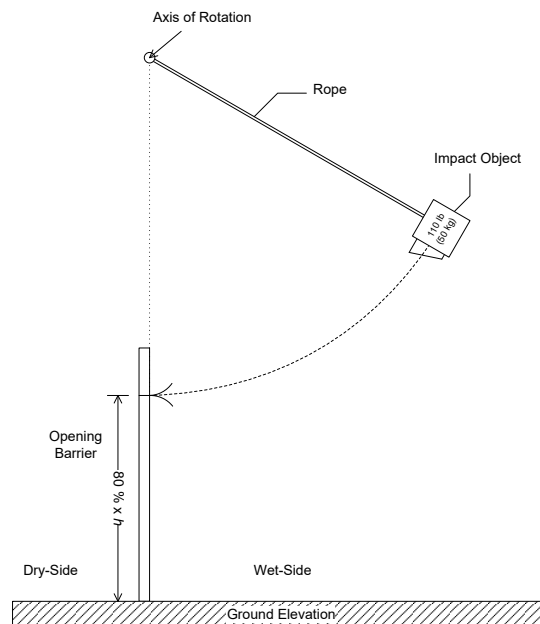 Axis of Rotation
Rope
Impact Object
110 lb
(50 kg)
Opening
Barrier
80 % x h
Dry-Side
Wet-Side
Ground Elevation